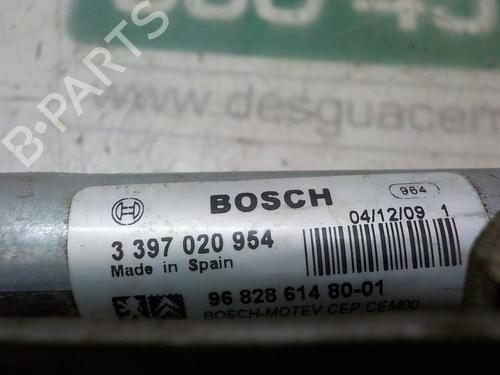 www.desguacen
B-PARTS
BOSCH
964
3 397 020 954
04/12/09 1
Made in Spain
96 828 614 80-01
BOSCH-MOTEV CEP CEM00